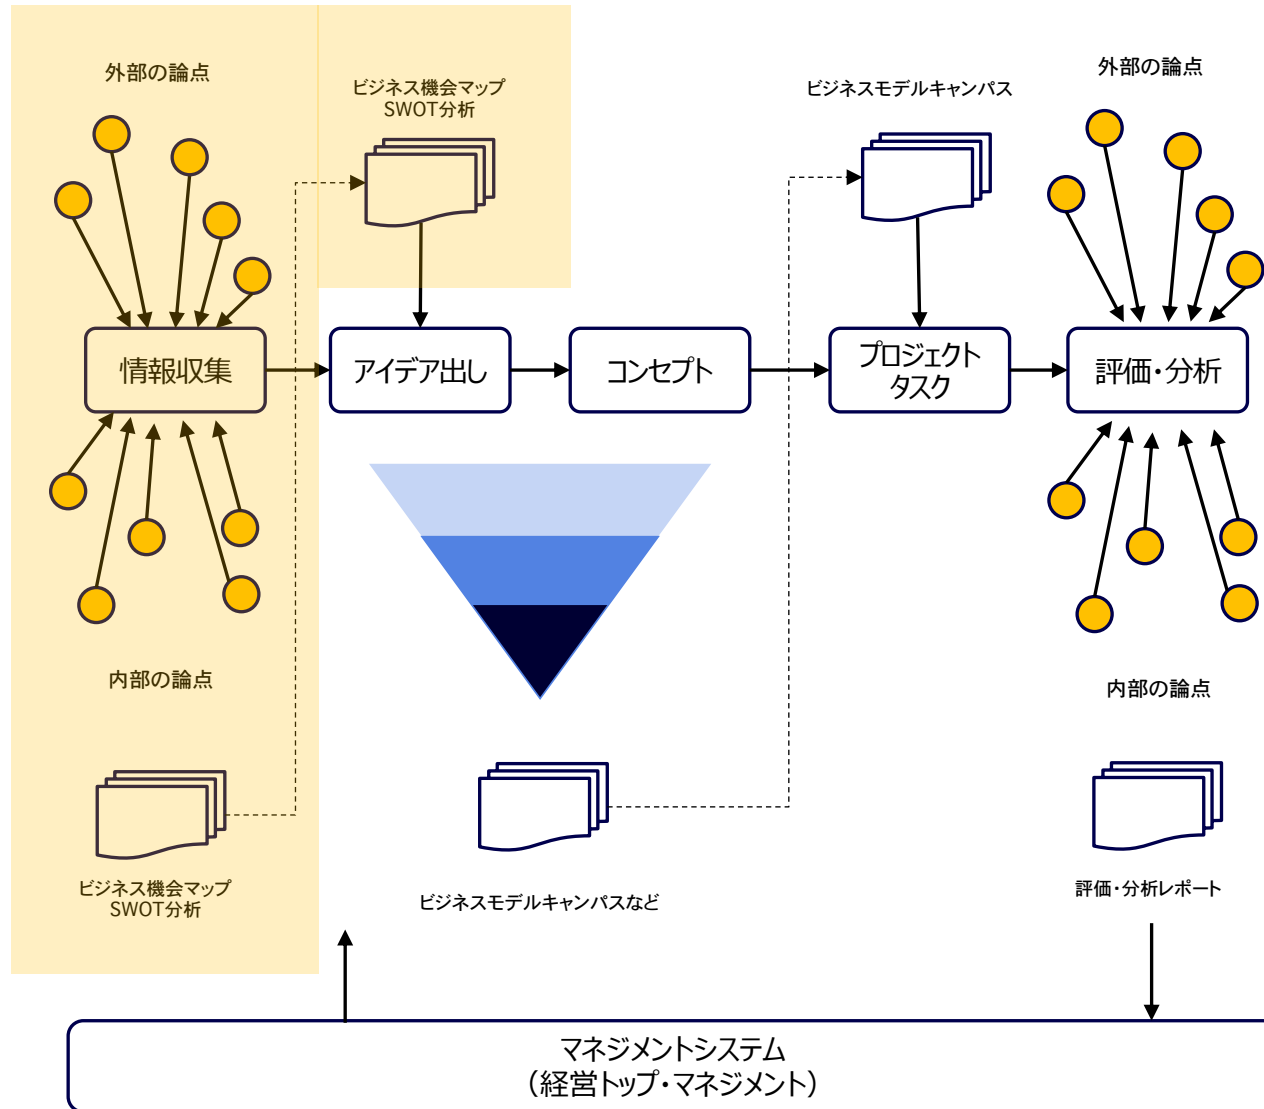 外部の論点
ビジネス機会マップ
SWOT分析
ビジネスモデルキャンパス
外部の論点
情報収集
アイデア出し
コンセプト
プロジェクト
タスク
評価・分析
内部の論点
内部の論点
ビジネス機会マップ
SWOT分析
ビジネスモデルキャンパスなど
評価・分析レポート
マネジメントシステム
（経営トップ・マネジメント）